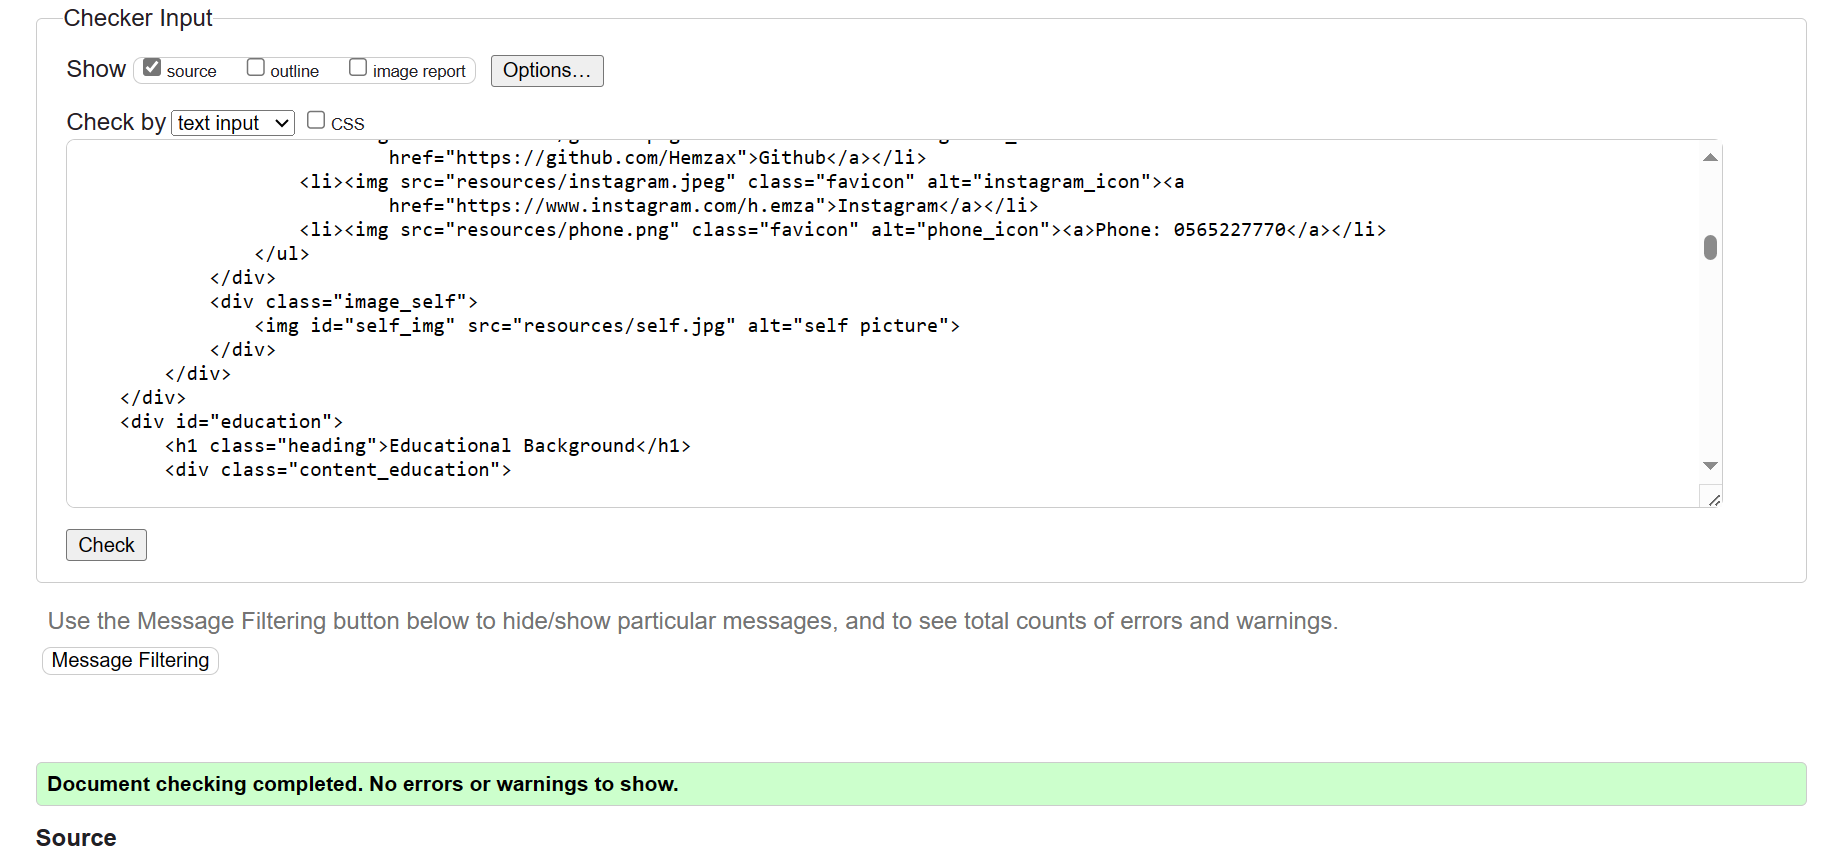 Checker Input
Show source outline image report Options...
Check by text input CSS
href="https://github.com/Hemzax">Github</a></li>
<li><img src="resources/instagram.jpeg" class="favicon" alt="instagram_icon"><a
href="https://www.instagram.com/h.emza">Instagram</a></li>
<li><img src="resources/phone.png" class="favicon" alt="phone_icon"><a>Phone: 0565227770</a></li>
</ul>
</div>
<div class="image_self">
<img id="self_img" src="resources/self.jpg" alt="self picture">
</div>
</div>
</div>
<div id="education">
<h1 class="heading">Educational Background</h1>
<div class="content_education">
Check
Use the Message Filtering button below to hide/show particular messages, and to see total counts of errors and warnings.
Message Filtering
Document checking completed. No errors or warnings to show.
Source